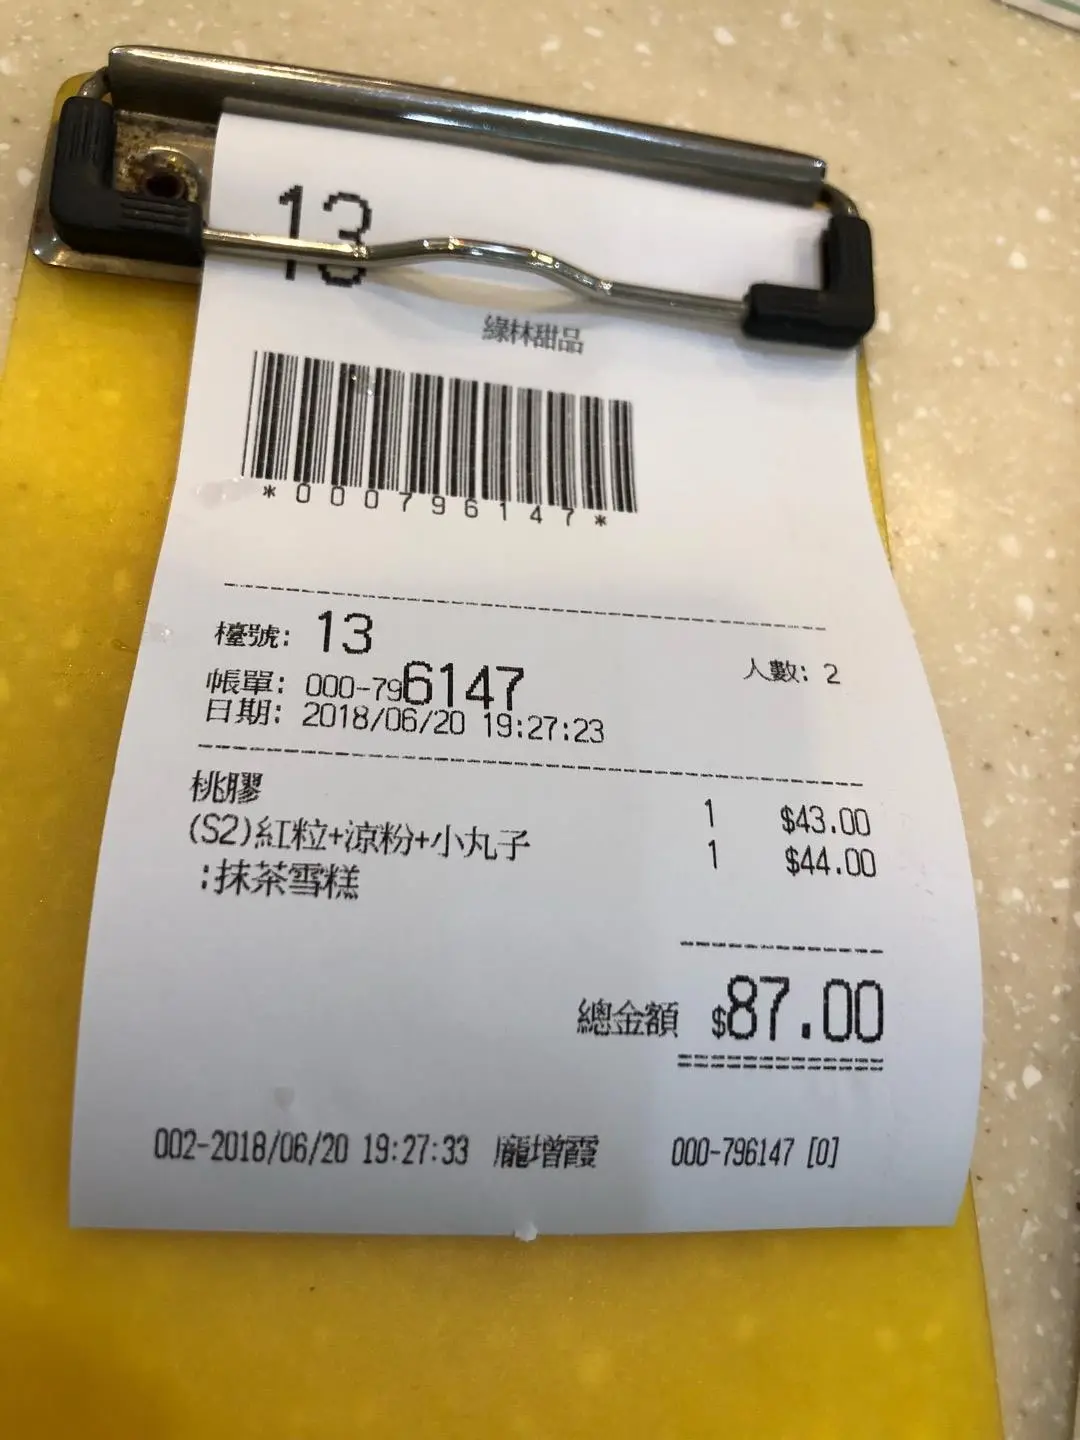 13
綠林甜品
*000796147*
檯號: 13 人數: 2
帳單: 000-796147
日期: 2018/06/20 19:27:23
桃膠 1 $43.00
(S2)紅粒+涼粉+小丸子 1 $44.00
:抹茶雪糕
總金額 $87.00
002-2018/06/20 19:27:33 龐增霞 000-796147 [0]